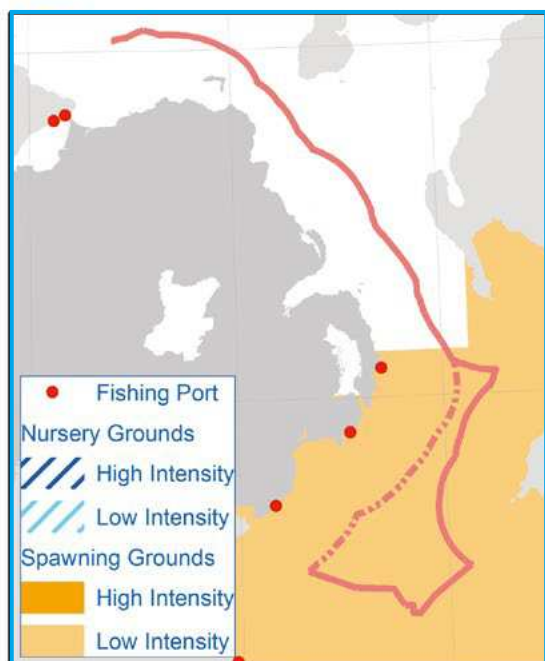 Fishing Port
Nursery Grounds
High Intensity
Low Intensity
Spawning Grounds
High Intensity
Low Intensity